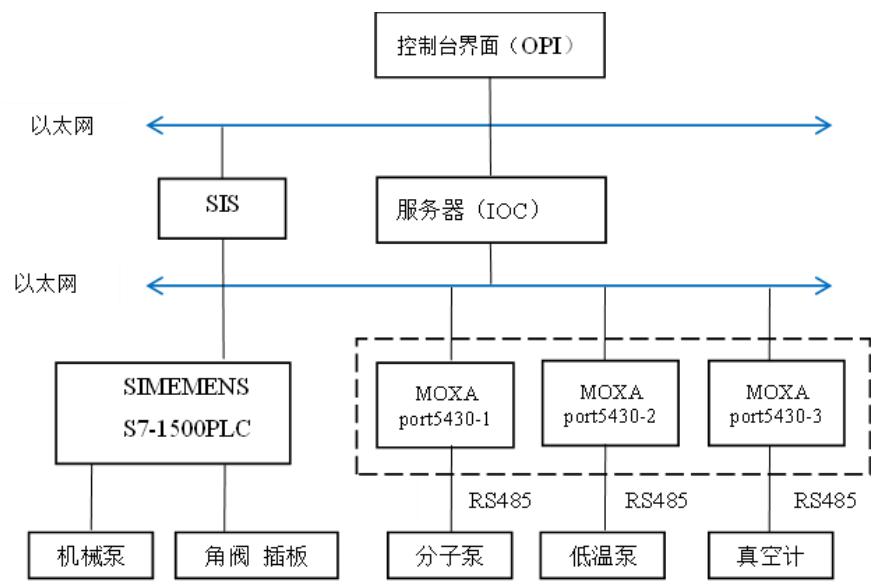 控制台界面（OPI）
以太网
SIS
服务器（IOC）
以太网
SIMEMENS
S7-1500PLC
MOXA
port5430-1
MOXA
port5430-2
MOXA
port5430-3
RS485
RS485
RS485
机械泵
角阀 插板
分子泵
低温泵
真空计